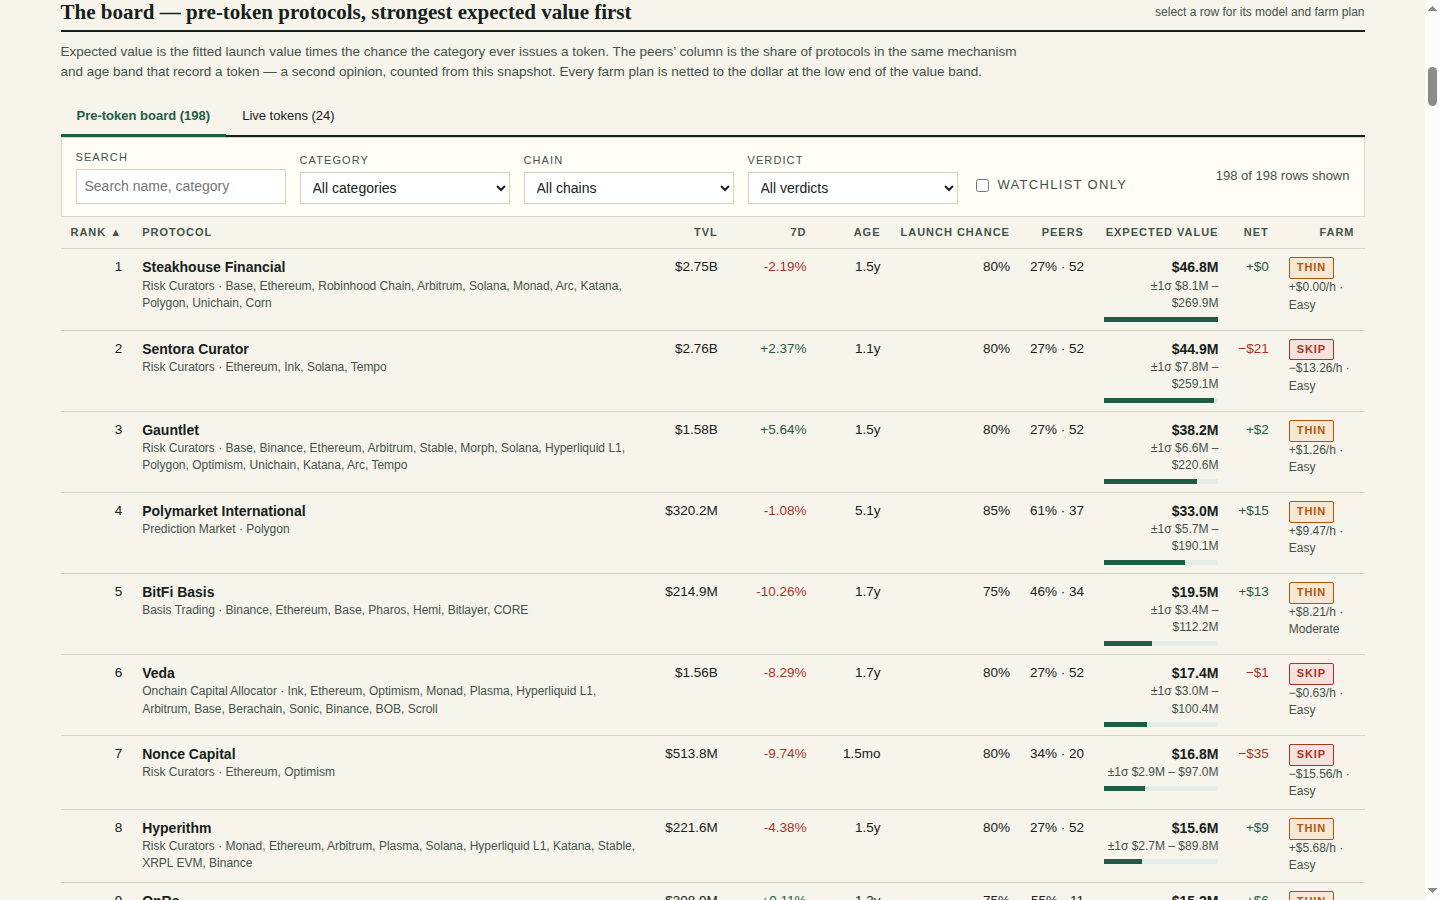 The board — pre-token protocols, strongest expected value first
select a row for its model and farm plan
Expected value is the fitted launch value times the chance the category ever issues a token. The peers' column is the share of protocols in the same mechanism
and age band that record a token — a second opinion, counted from this snapshot. Every farm plan is netted to the dollar at the low end of the value band.
Pre-token board (198)
Live tokens (24)
SEARCH
CATEGORY
CHAIN
VERDICT
Search name, category
All categories
All chains
All verdicts
WATCHLIST ONLY
198 of 198 rows shown
RANK ▲ PROTOCOL TVL 7D AGE LAUNCH CHANCE PEERS EXPECTED VALUE NET FARM
1 Steakhouse Financial $2.75B -2.19% 1.5y 80% 27% · 52 $46.8M +$0 THIN
Risk Curators · Base, Ethereum, Robinhood Chain, Arbitrum, Solana, Monad, Arc, Katana, ±1σ $8.1M – +$0.00/h ·
Polygon, Unichain, Corn $269.9M Easy
2 Sentora Curator $2.76B +2.37% 1.1y 80% 27% · 52 $44.9M −$21 SKIP
Risk Curators · Ethereum, Ink, Solana, Tempo ±1σ $7.8M – −$13.26/h ·
$259.1M Easy
3 Gauntlet $1.58B +5.64% 1.5y 80% 27% · 52 $38.2M +$2 THIN
Risk Curators · Base, Binance, Ethereum, Arbitrum, Stable, Morph, Solana, Hyperliquid L1, ±1σ $6.6M – +$1.26/h ·
Polygon, Optimism, Unichain, Katana, Arc, Tempo $220.6M Easy
4 Polymarket International $320.2M -1.08% 5.1y 85% 61% · 37 $33.0M +$15 THIN
Prediction Market · Polygon ±1σ $5.7M – +$9.47/h ·
$190.1M Easy
5 BitFi Basis $214.9M -10.26% 1.7y 75% 46% · 34 $19.5M +$13 THIN
Basis Trading · Binance, Ethereum, Base, Pharos, Hemi, Bitlayer, CORE ±1σ $3.4M – +$8.21/h ·
$112.2M Moderate
6 Veda $1.56B -8.29% 1.7y 80% 27% · 52 $17.4M −$1 SKIP
Onchain Capital Allocator · Ink, Ethereum, Optimism, Monad, Plasma, Hyperliquid L1, ±1σ $3.0M – −$0.63/h ·
Arbitrum, Base, Berachain, Sonic, Binance, BOB, Scroll $100.4M Easy
7 Nonce Capital $513.8M -9.74% 1.5mo 80% 34% · 20 $16.8M −$35 SKIP
Risk Curators · Ethereum, Optimism ±1σ $2.9M – $97.0M −$15.56/h ·
Easy
8 Hyperithm $221.6M -4.38% 1.5y 80% 27% · 52 $15.6M +$9 THIN
Risk Curators · Monad, Ethereum, Arbitrum, Plasma, Solana, Hyperliquid L1, Katana, Stable, ±1σ $2.7M – $89.8M +$5.68/h ·
XRPL EVM, Binance Easy